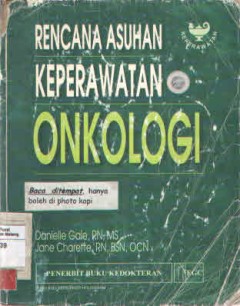 RENCANA ASUHAN
KEPERAWATAN
KEPERAWATAN
ONKOLOGI
Baca ditempat hanya
boleh di photo kopi
Danielle Gale, RN, MS
Jane Charette, RN, BSN, OCN
PENERBIT BUKU KEDOKTERAN EGC